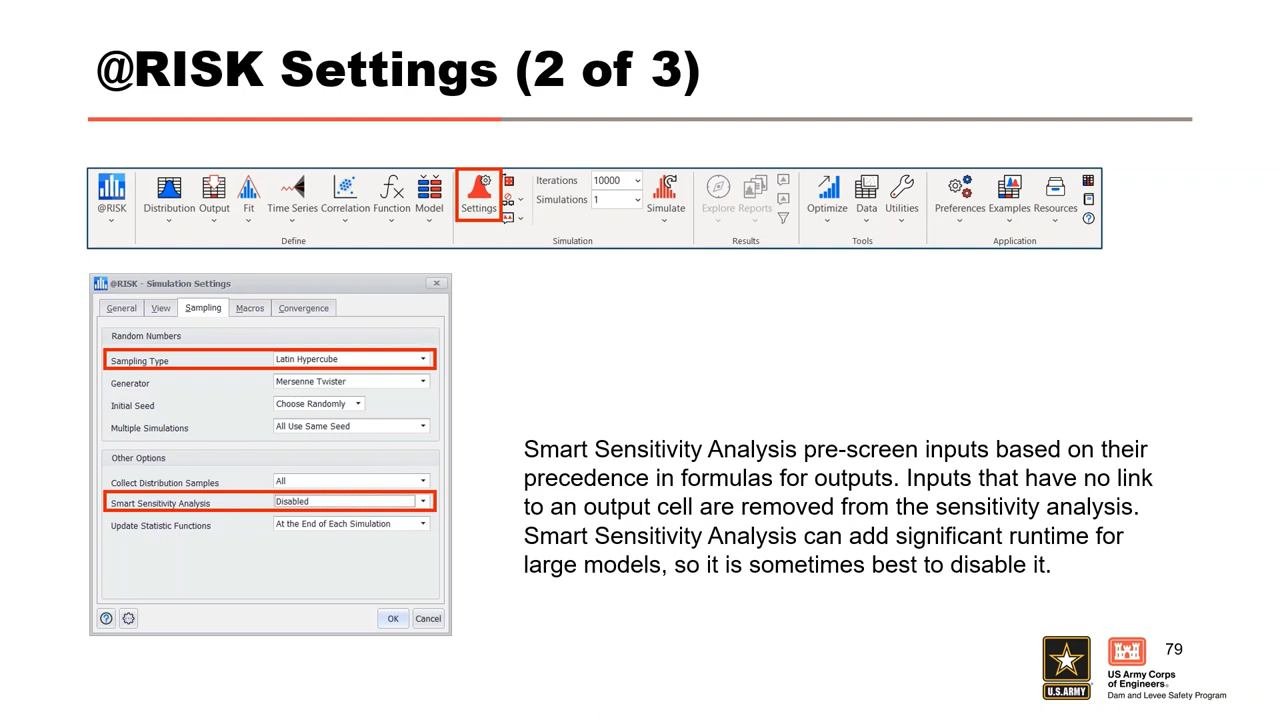 @RISK Settings (2 of 3)
@RISK
Distribution
Output
Fit
Time Series
Correlation
Function
Model
Define
Settings
Iterations 10000
Simulations 1
Simulate
Simulation
Explore
Reports
Results
Optimize
Data
Utilities
Tools
Preferences
Examples
Resources
Application
@RISK - Simulation Settings
General
View
Sampling
Macros
Convergence
Random Numbers
Sampling Type Latin Hypercube
Generator Mersenne Twister
Initial Seed Choose Randomly
Multiple Simulations All Use Same Seed
Other Options
Collect Distribution Samples All
Smart Sensitivity Analysis Disabled
Update Statistic Functions At the End of Each Simulation
OK
Cancel
Smart Sensitivity Analysis pre-screen inputs based on their
precedence in formulas for outputs. Inputs that have no link
to an output cell are removed from the sensitivity analysis.
Smart Sensitivity Analysis can add significant runtime for
large models, so it is sometimes best to disable it.
U.S.ARMY
US Army Corps
of Engineers®
Dam and Levee Safety Program
79